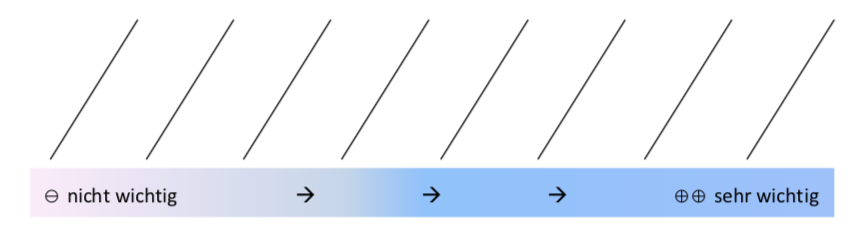 ⊖ nicht wichtig → → → ⊕⊕ sehr wichtig